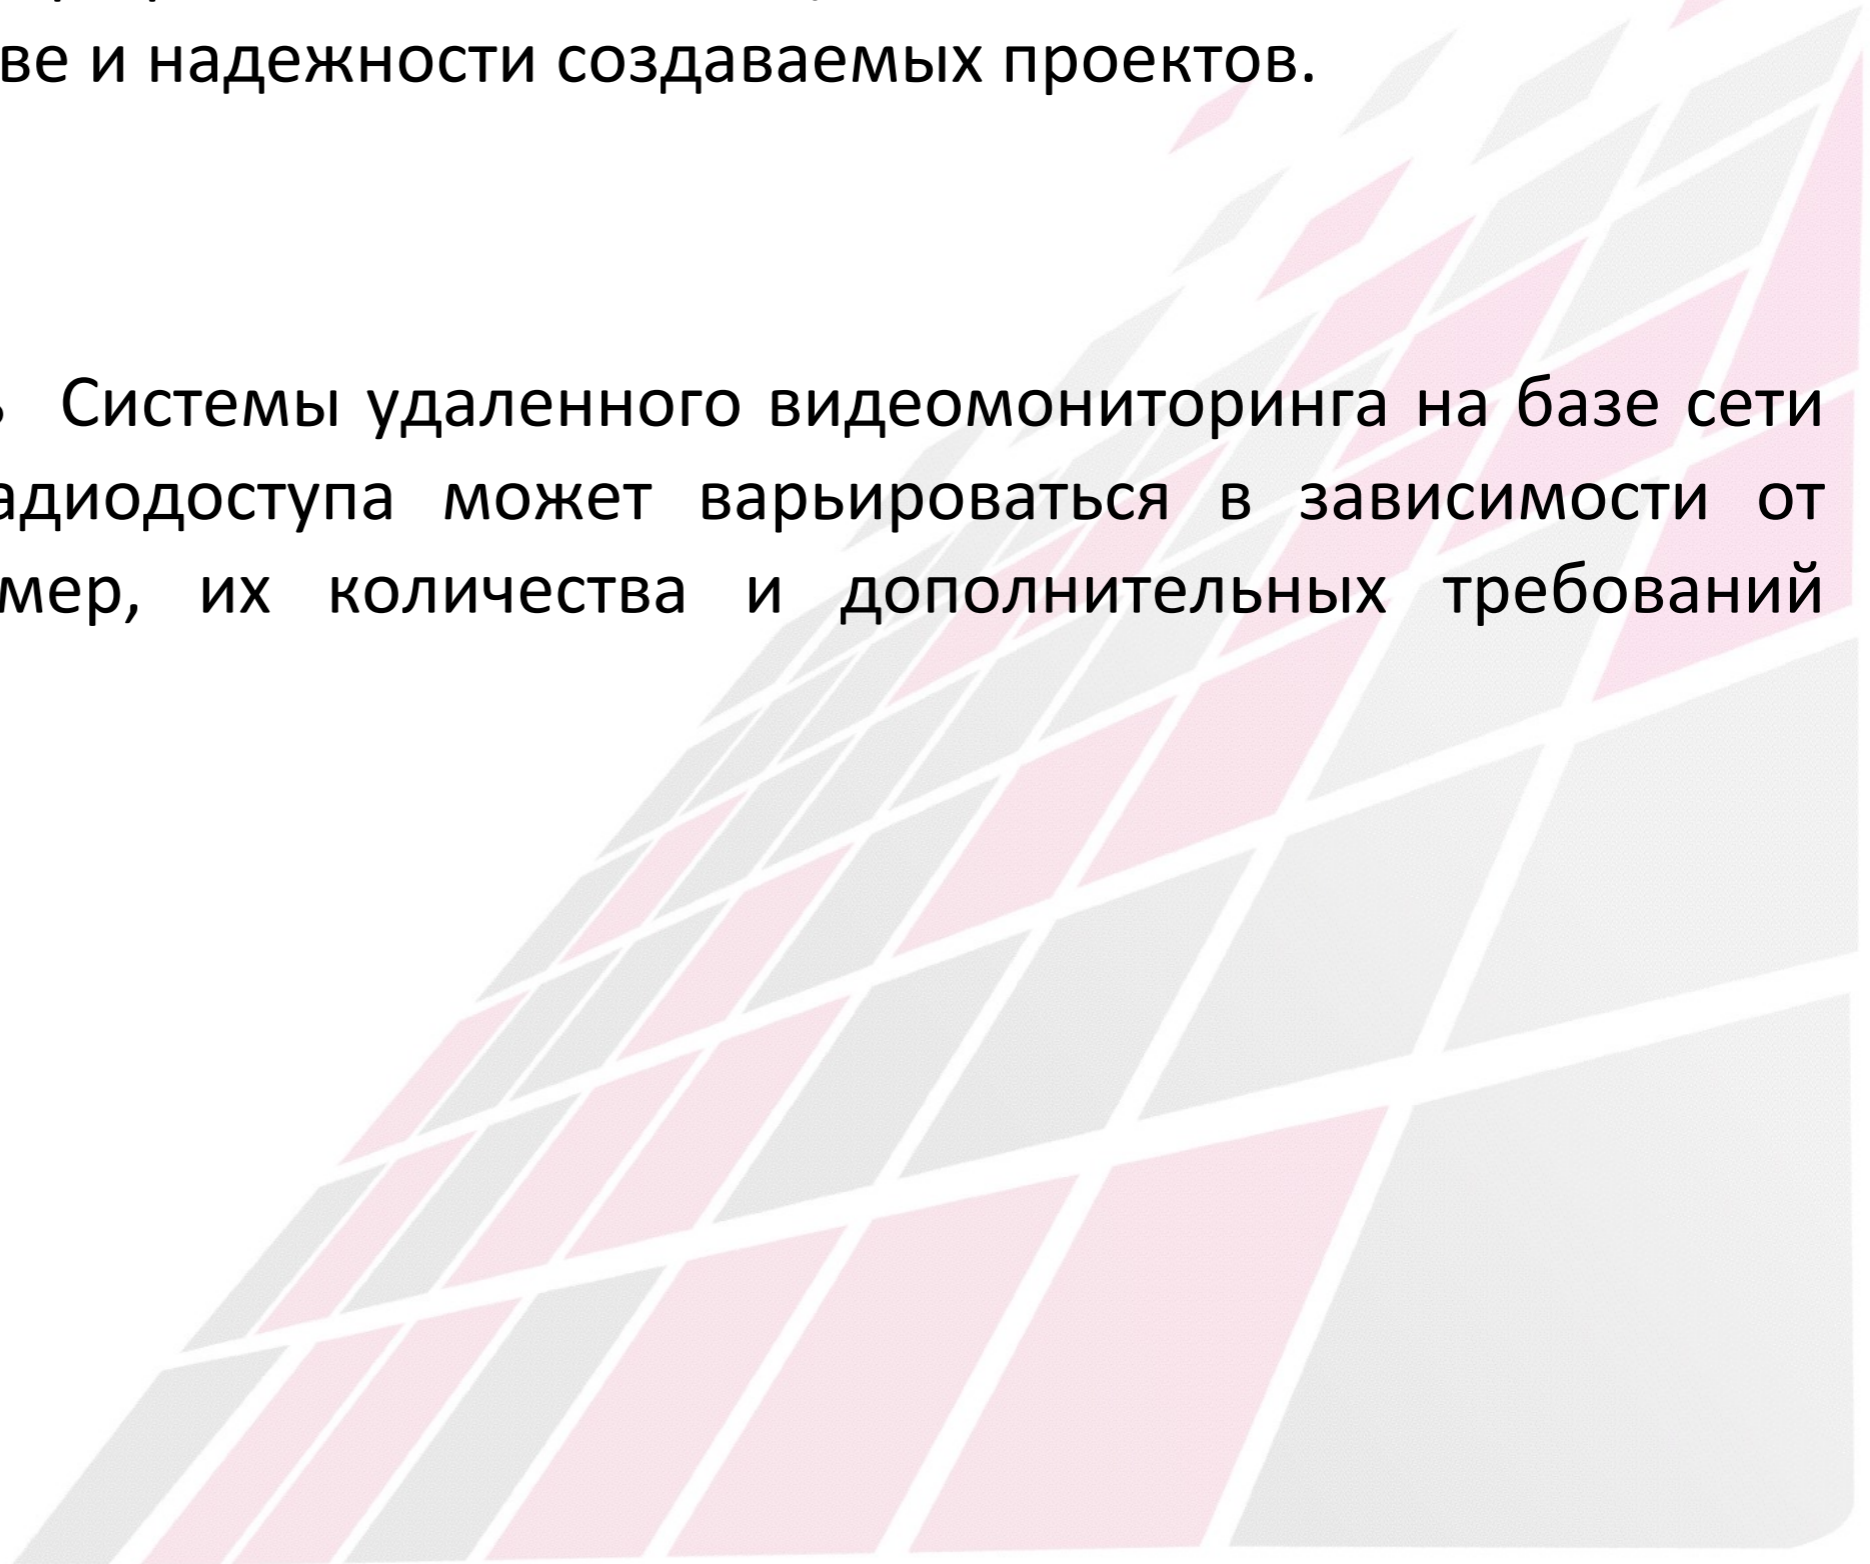 ве и надежности создаваемых проектов.
Системы удаленного видеомониторинга на базе сети
адиодоступа может варьироваться в зависимости от
мер, их количества и дополнительных требований